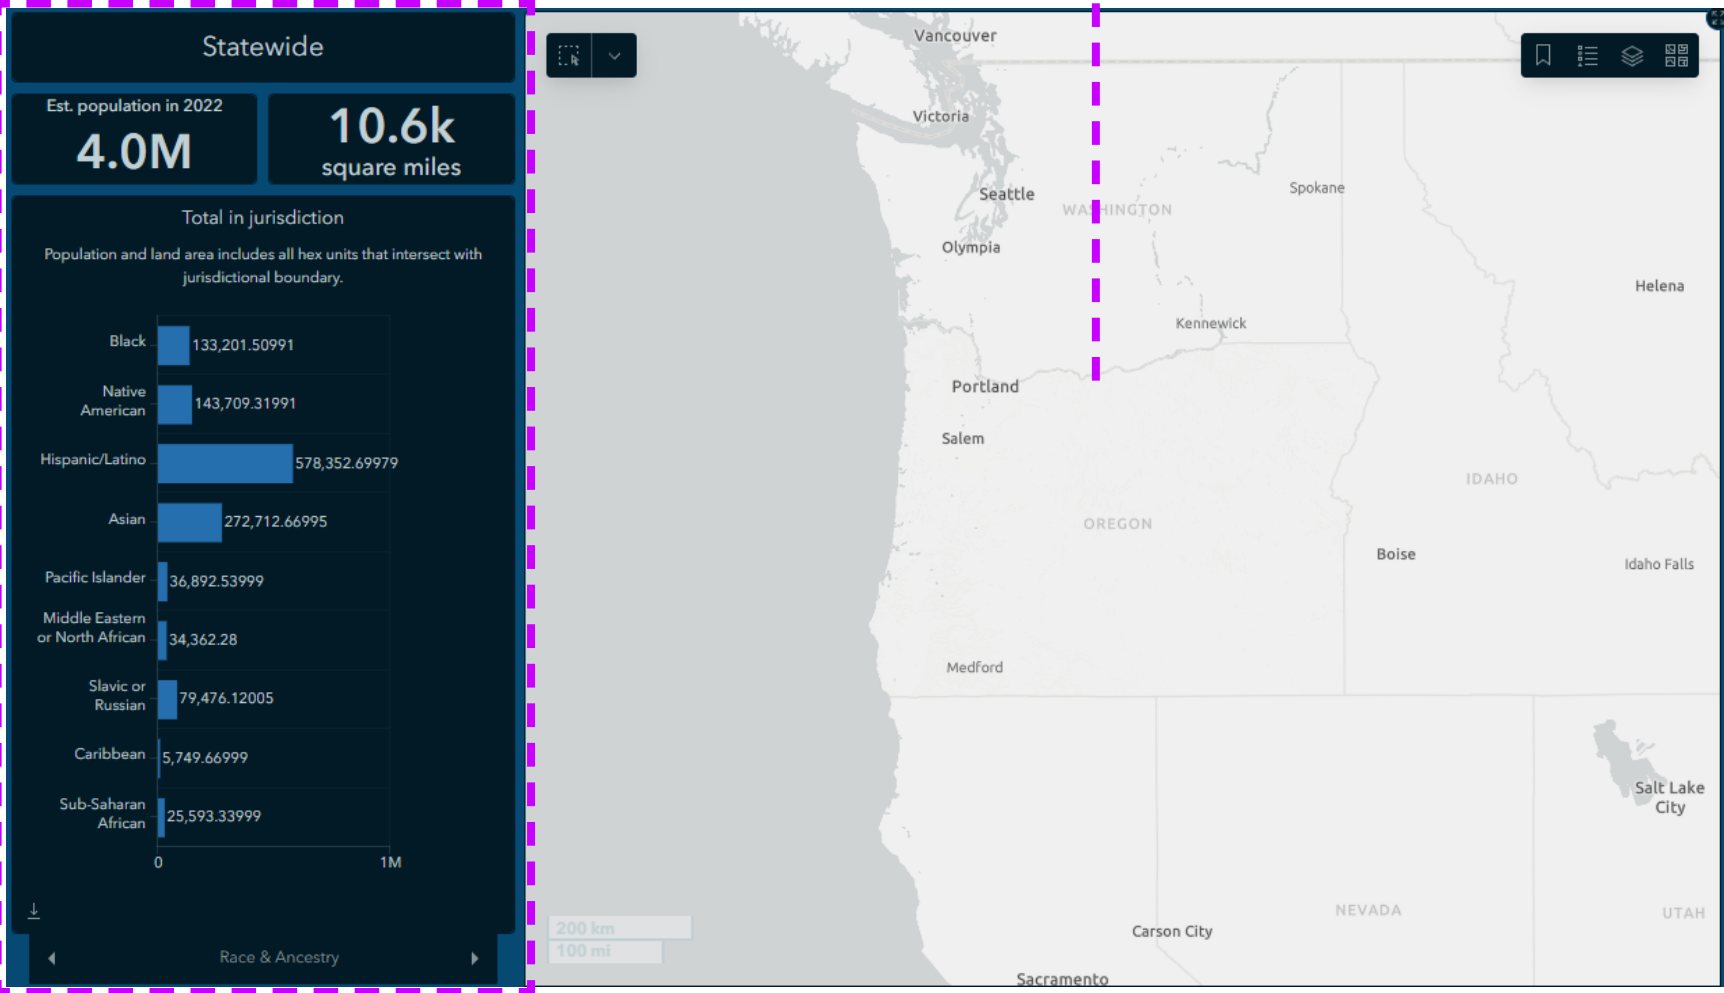 Statewide
Est. population in 2022
4.0M
10.6k
square miles
Total in jurisdiction
Population and land area includes all hex units that intersect with
jurisdictional boundary.
Black
133,201.50991
Native
American
143,709.31991
Hispanic/Latino
578,352.69979
Asian
272,712.66995
Pacific Islander
36,892.53999
Middle Eastern
or North African
34,362.28
Slavic or
Russian
79,476.12005
Caribbean
5,749.66999
Sub-Saharan
African
25,593.33999
0
1M
Race & Ancestry
Vancouver
Victoria
Seattle
WASHINGTON
Spokane
Olympia
Helena
Kennewick
Portland
Salem
IDAHO
OREGON
Boise
Idaho Falls
Medford
Salt Lake
City
NEVADA
UTAH
Carson City
200 km
100 mi
Sacramento